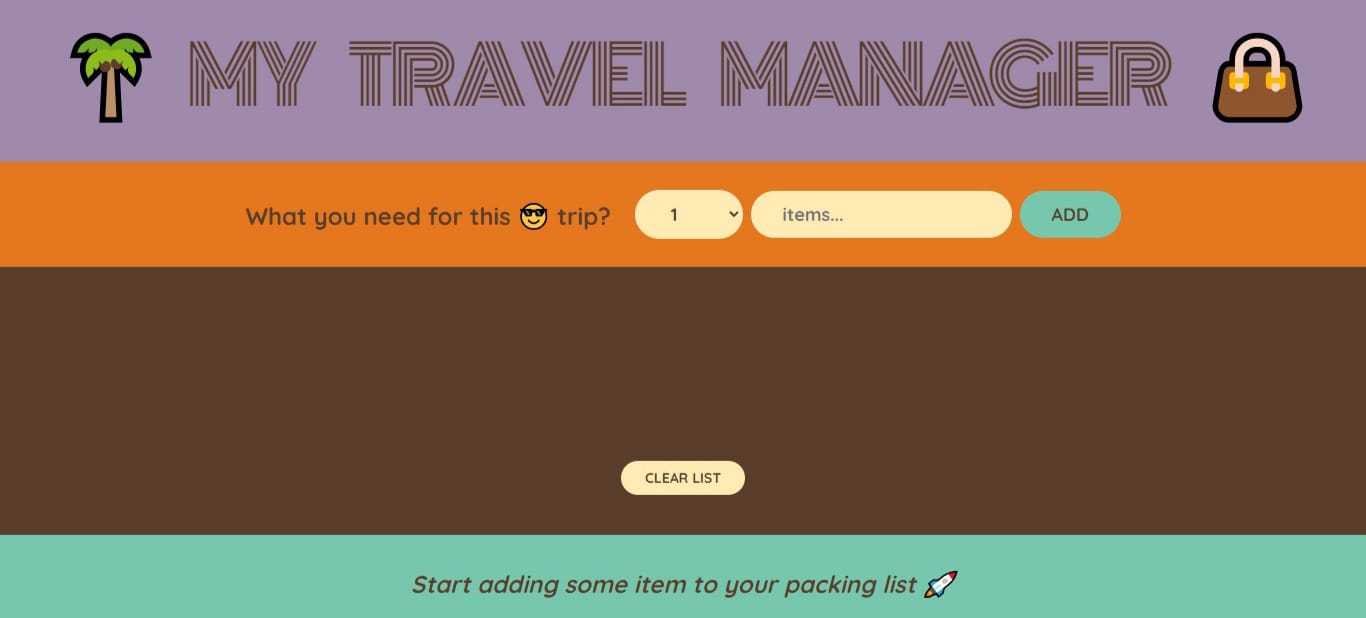 MY TRAVEL MANAGER
What you need for this 😎 trip? 1 items... ADD
CLEAR LIST
Start adding some item to your packing list 🚀